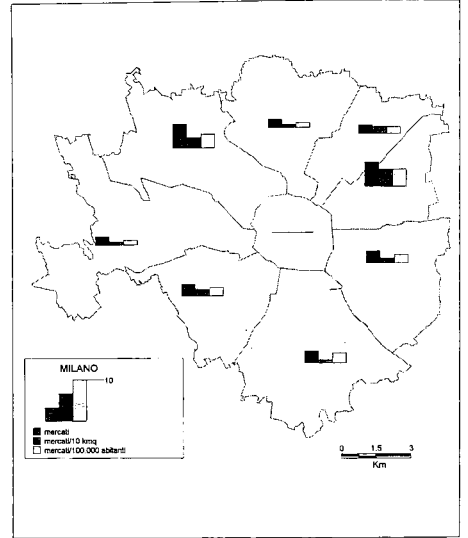 MILANO
10
mercati
mercati/10 kmq
mercati/100.000 abitanti
0 1.5 3
Km